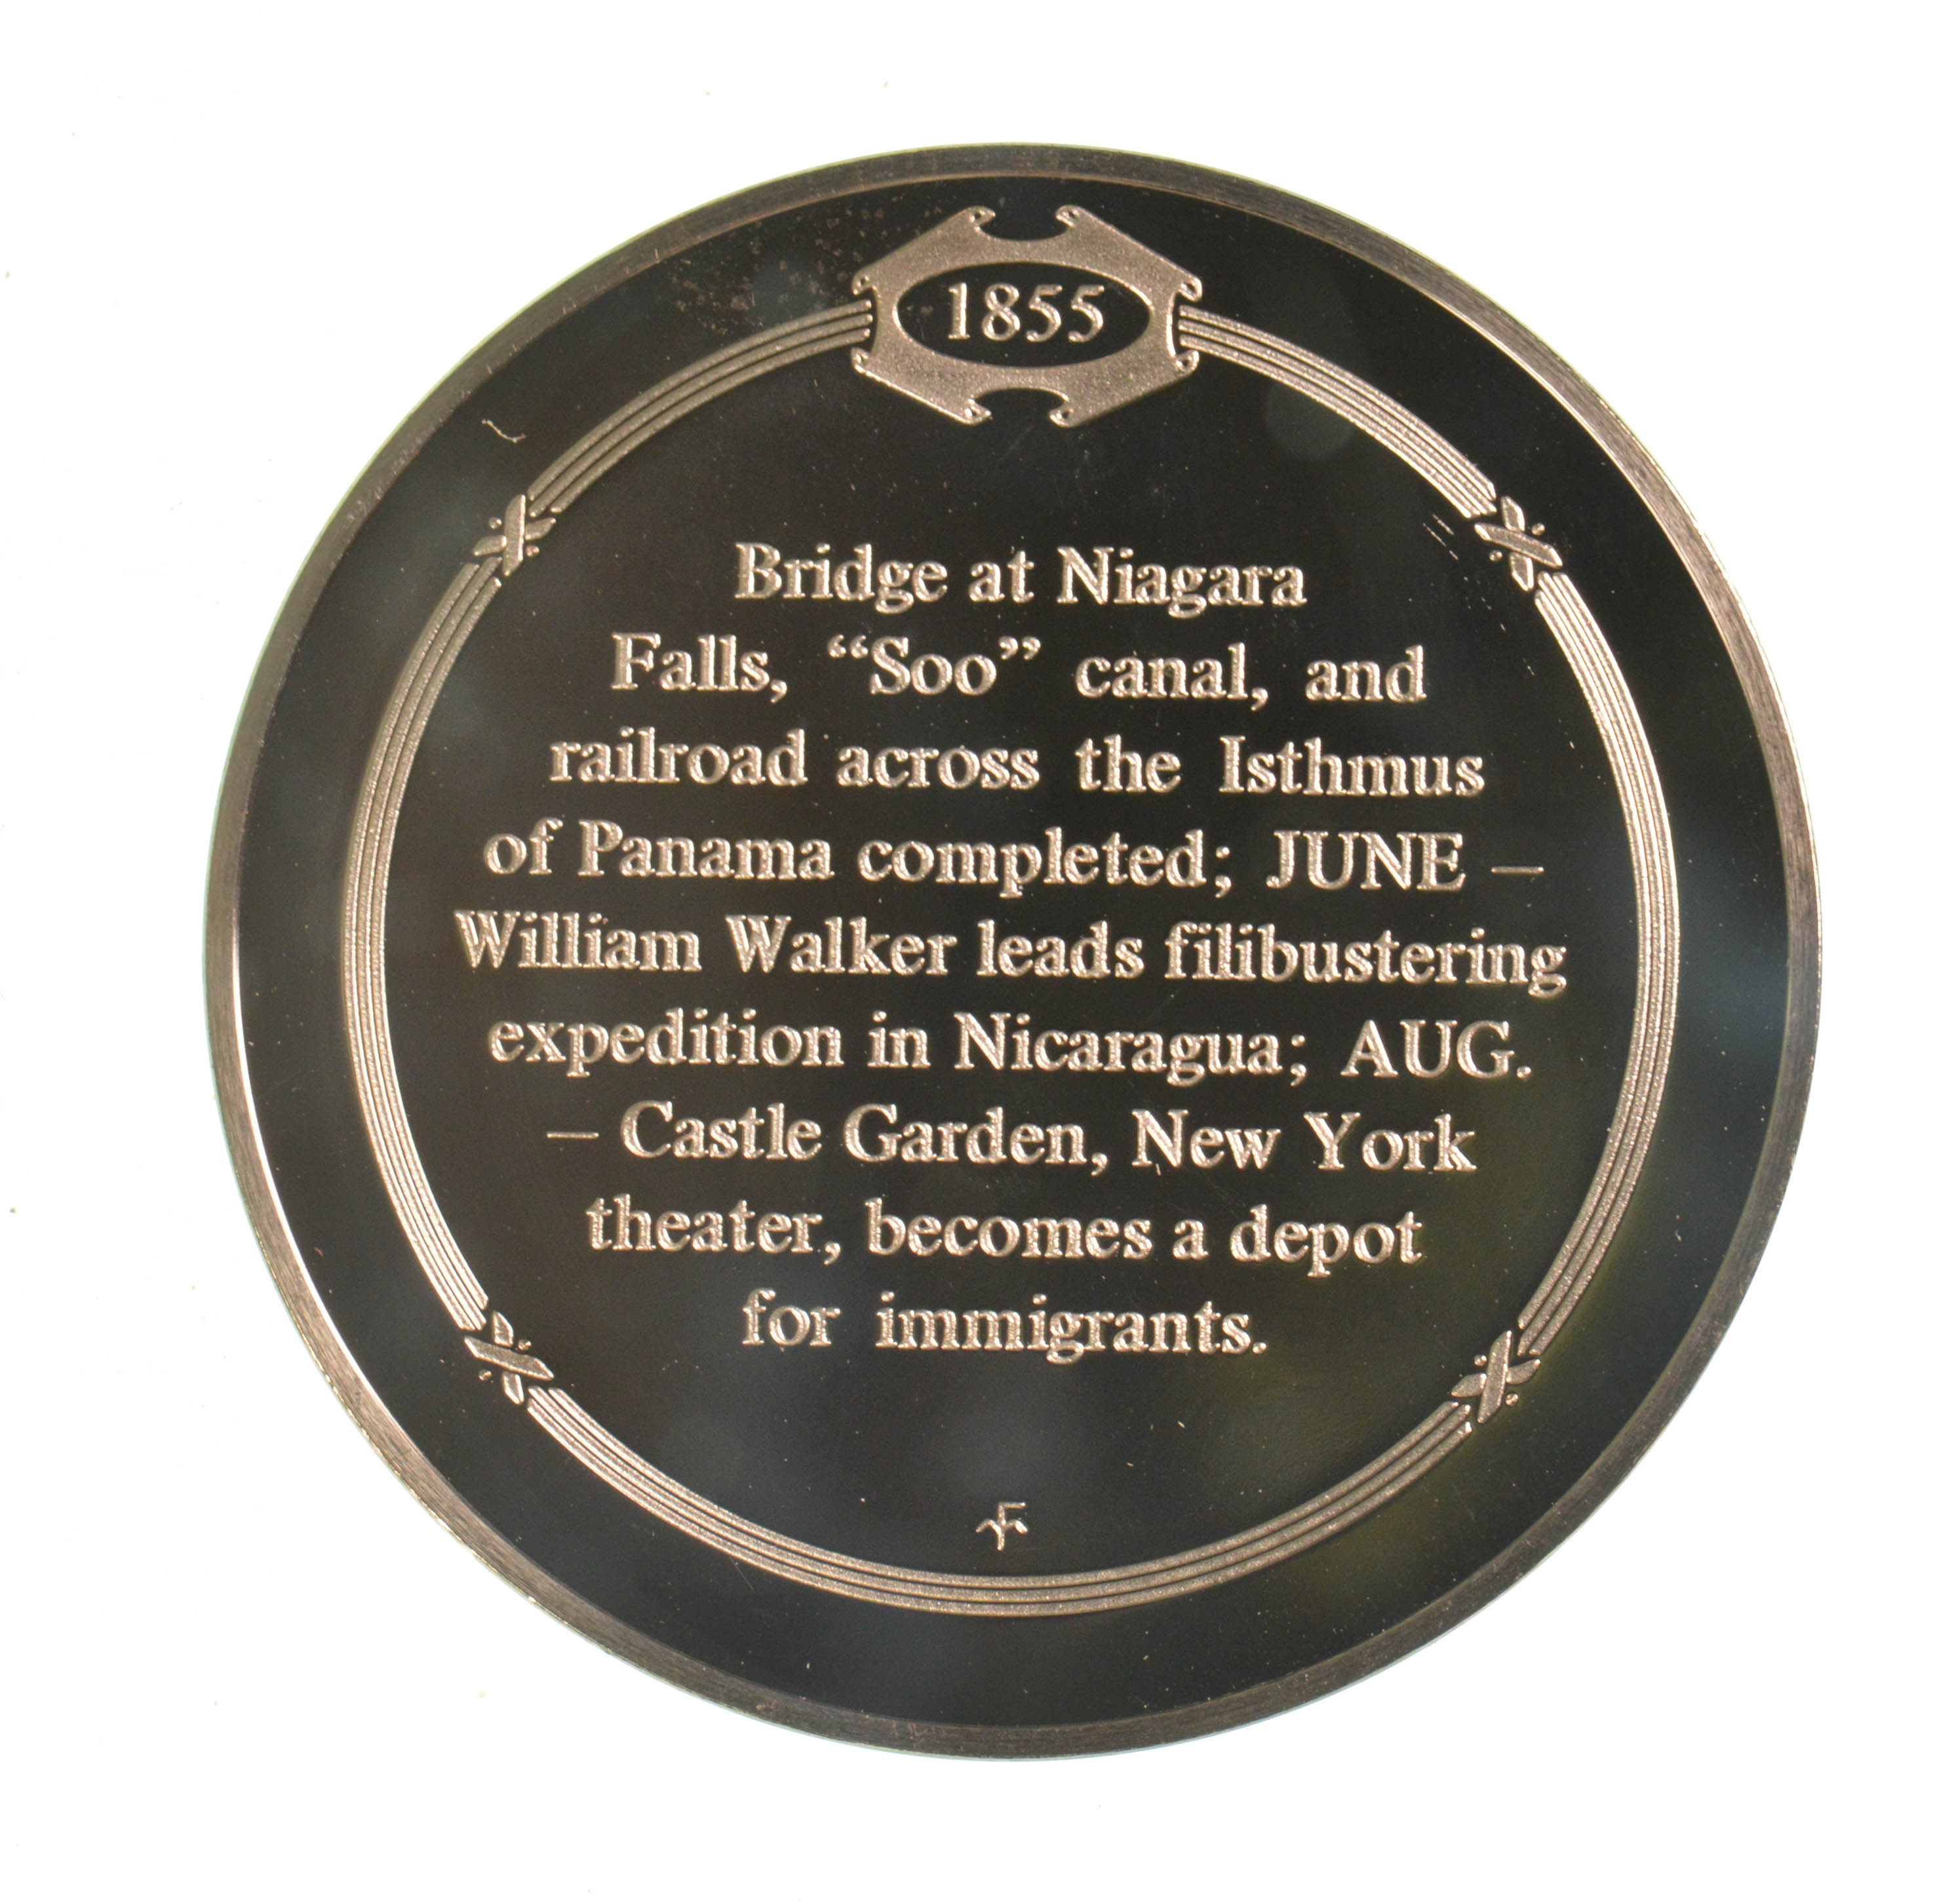 1855
Bridge at Niagara
Falls, “Soo” canal, and
railroad across the Isthmus
of Panama completed; JUNE –
William Walker leads filibustering
expedition in Nicaragua; AUG.
– Castle Garden, New York
theater, becomes a depot
for immigrants.